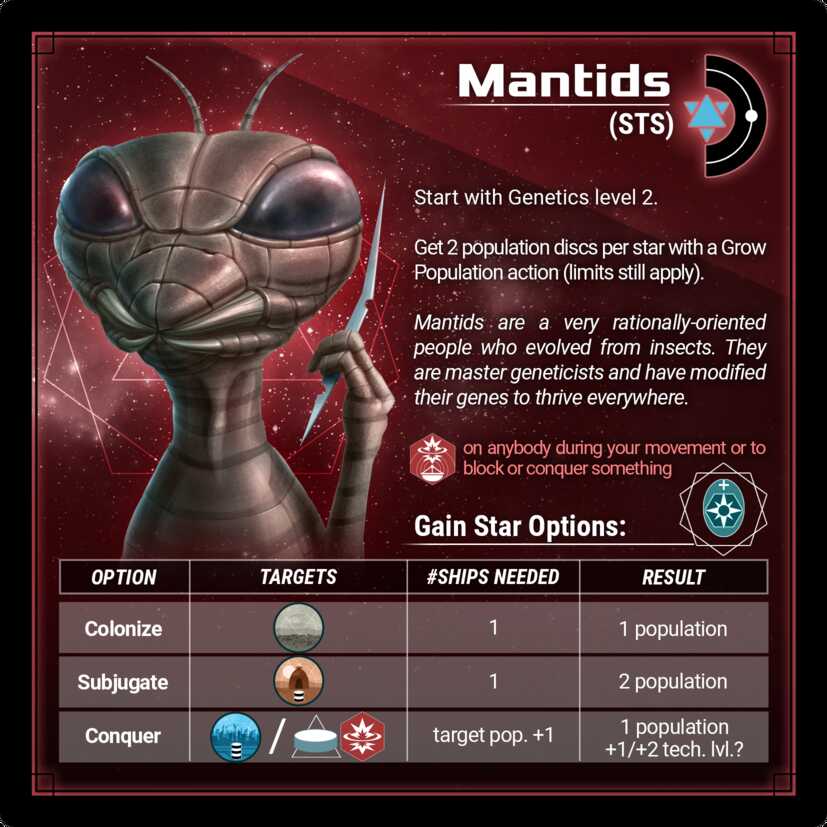 Mantids
(STS)
Start with Genetics level 2.
Get 2 population discs per star with a Grow
Population action (limits still apply).
Mantids are a very rationally-oriented
people who evolved from insects. They
are master geneticists and have modified
their genes to thrive everywhere.
on anybody during your movement or to
block or conquer something
Gain Star Options:
+
OPTION TARGETS #SHIPS NEEDED RESULT
Colonize 1 1 population
Subjugate 1 2 population
Conquer / target pop. +1 1 population
+1/+2 tech. lvl.?